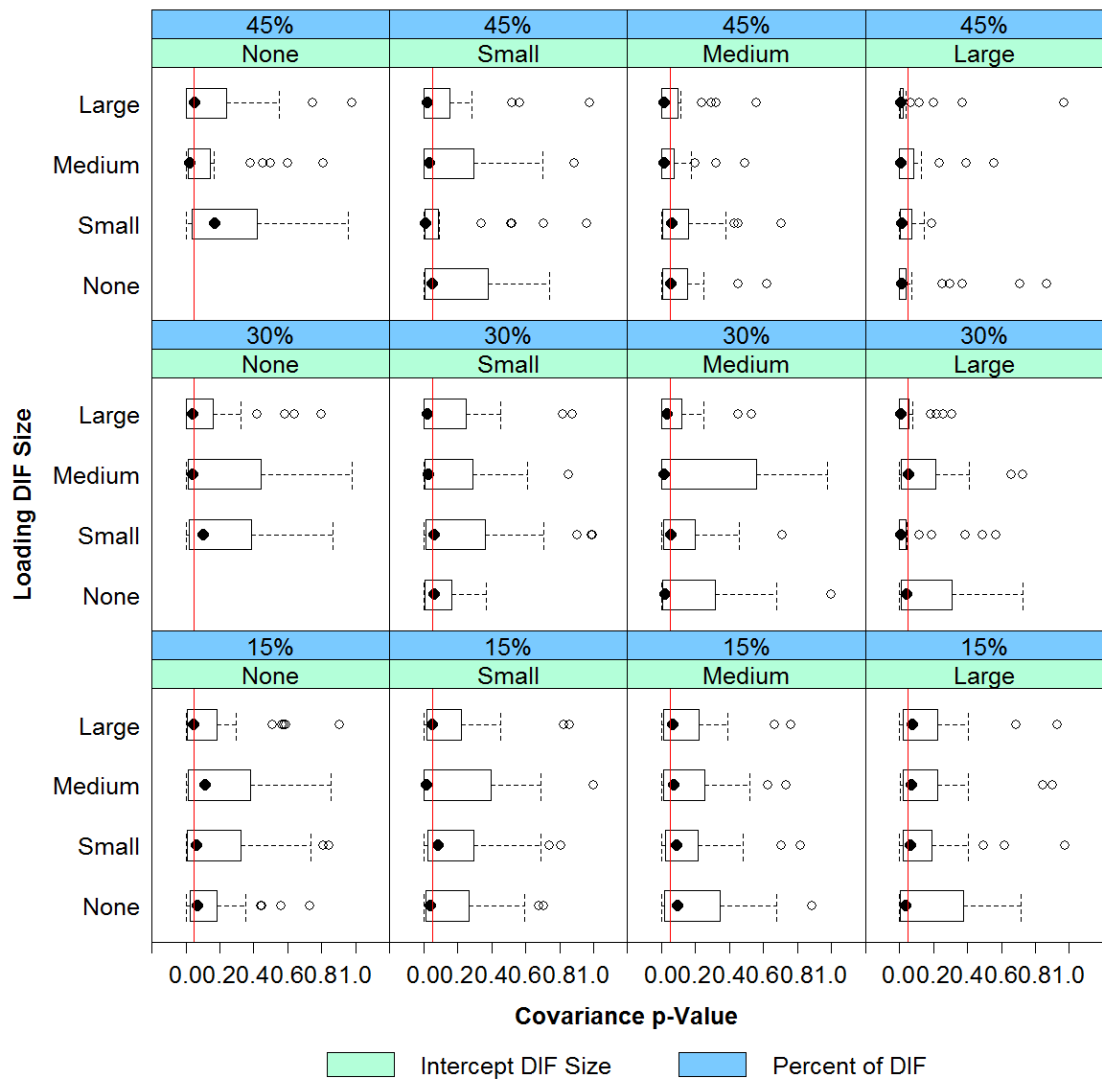 45% 45% 45% 45%
None Small Medium Large
Large
Medium
Small
None
30% 30% 30% 30%
None Small Medium Large
Large
Medium
Small
None
Loading DIF Size
15% 15% 15% 15%
None Small Medium Large
Large
Medium
Small
None
0.00.20.40.60.81.0 0.00.20.40.60.81.0 0.00.20.40.60.81.0 0.00.20.40.60.81.0
Covariance p-Value
Intercept DIF Size Percent of DIF